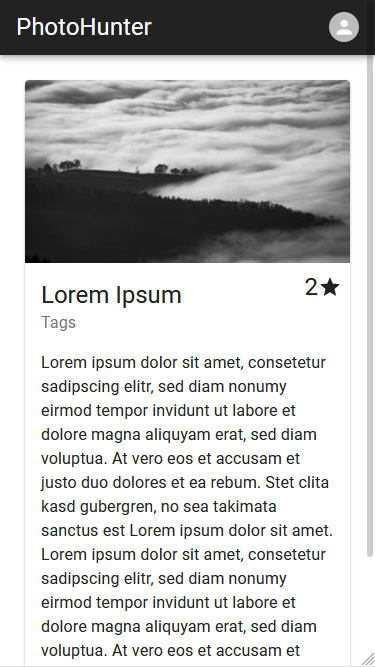 PhotoHunter
Lorem Ipsum
2★
Tags
Lorem ipsum dolor sit amet, consetetur
sadipscing elitr, sed diam nonumy
eirmod tempor invidunt ut labore et
dolore magna aliquyam erat, sed diam
voluptua. At vero eos et accusam et
justo duo dolores et ea rebum. Stet clita
kasd gubergren, no sea takimata
sanctus est Lorem ipsum dolor sit amet.
Lorem ipsum dolor sit amet, consetetur
sadipscing elitr, sed diam nonumy
eirmod tempor invidunt ut labore et
dolore magna aliquyam erat, sed diam
voluptua. At vero eos et accusam et